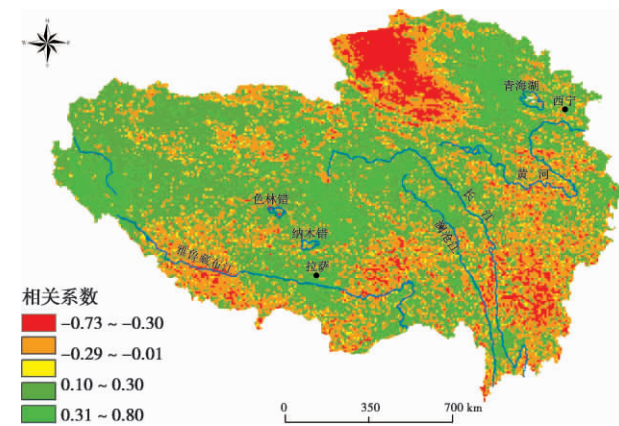 N
W
E
S
青海湖
西宁
黄 河
长 江
澜沧江
色林错
纳木错
雅鲁藏布江
拉萨
相关系数
-0.73 ~ -0.30
-0.29 ~ -0.01
0.10 ~ 0.30
0.31 ~ 0.80
0 350 700 km